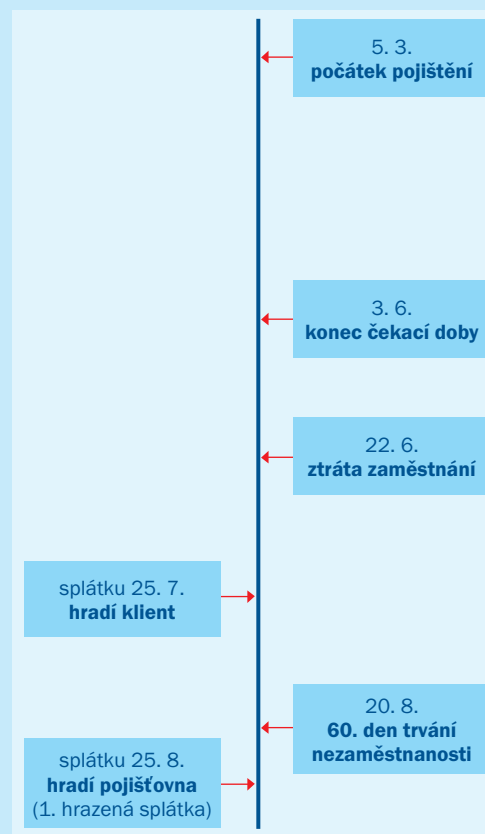 5. 3.
počátek pojištění
3. 6.
konec čekací doby
22. 6.
ztráta zaměstnání
splátku 25. 7.
hradí klient
20. 8.
60. den trvání
nezaměstnanosti
splátku 25. 8.
hradí pojišťovna
(1. hrazená splátka)